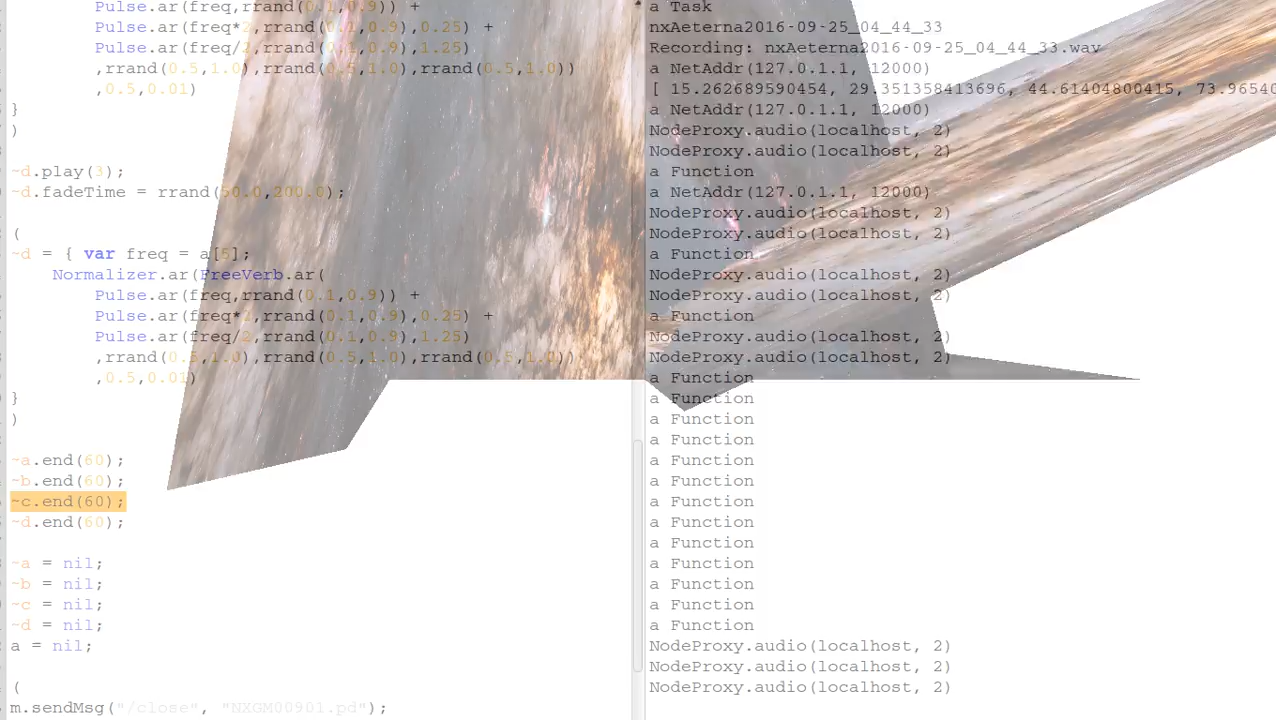 Pulse.ar(freq,rrand(0.1,0.9)) +
Pulse.ar(freq*2,rrand(0.1,0.9),0.25) +
Pulse.ar(freq/2,rrand(0.1,0.9),1.25)
,rrand(0.5,1.0),rrand(0.5,1.0),rrand(0.5,1.0))
,0.5,0.01)
}
)
~d.play(3);
~d.fadeTime = rrand(50.0,200.0);
(
~d = { var freq = a[5];
Normalizer.ar(FreeVerb.ar(
Pulse.ar(freq,rrand(0.1,0.9)) +
Pulse.ar(freq*2,rrand(0.1,0.9),0.25) +
Pulse.ar(freq/2,rrand(0.1,0.9),1.25)
,rrand(0.5,1.0),rrand(0.5,1.0),rrand(0.5,1.0))
,0.5,0.01)
}
)
~a.end(60);
~b.end(60);
~c.end(60);
~d.end(60);
~a = nil;
~b = nil;
~c = nil;
~d = nil;
a = nil;
(
m.sendMsg("/close", "NXGM00901.pd");
a Task
nxAeterna2016-09-25_04_44_33
Recording: nxAeterna2016-09-25_04_44_33.wav
a NetAddr(127.0.1.1, 12000)
[ 15.262689590454, 29.351358413696, 44.61404800415, 73.96540
a NetAddr(127.0.1.1, 12000)
NodeProxy.audio(localhost, 2)
NodeProxy.audio(localhost, 2)
a Function
a NetAddr(127.0.1.1, 12000)
NodeProxy.audio(localhost, 2)
NodeProxy.audio(localhost, 2)
a Function
NodeProxy.audio(localhost, 2)
NodeProxy.audio(localhost, 2)
a Function
NodeProxy.audio(localhost, 2)
NodeProxy.audio(localhost, 2)
a Function
a Function
a Function
a Function
a Function
a Function
a Function
a Function
a Function
a Function
a Function
a Function
a Function
NodeProxy.audio(localhost, 2)
NodeProxy.audio(localhost, 2)
NodeProxy.audio(localhost, 2)